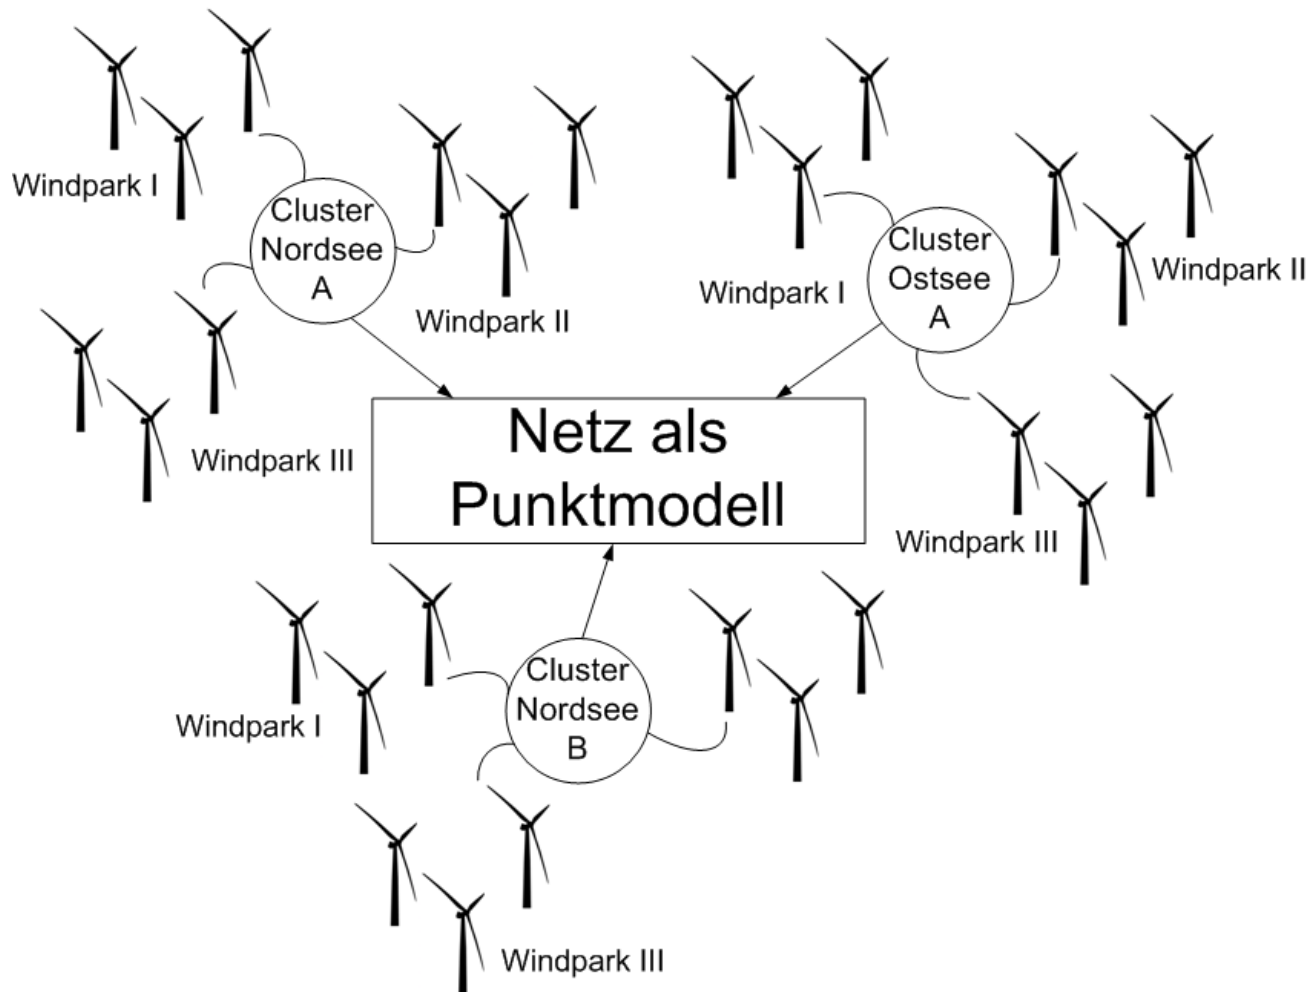 Windpark I
Cluster
Nordsee
A
Windpark II
Windpark III
Windpark I
Cluster
Ostsee
A
Windpark II
Windpark III
Netz als
Punktmodell
Windpark I
Cluster
Nordsee
B
Windpark III